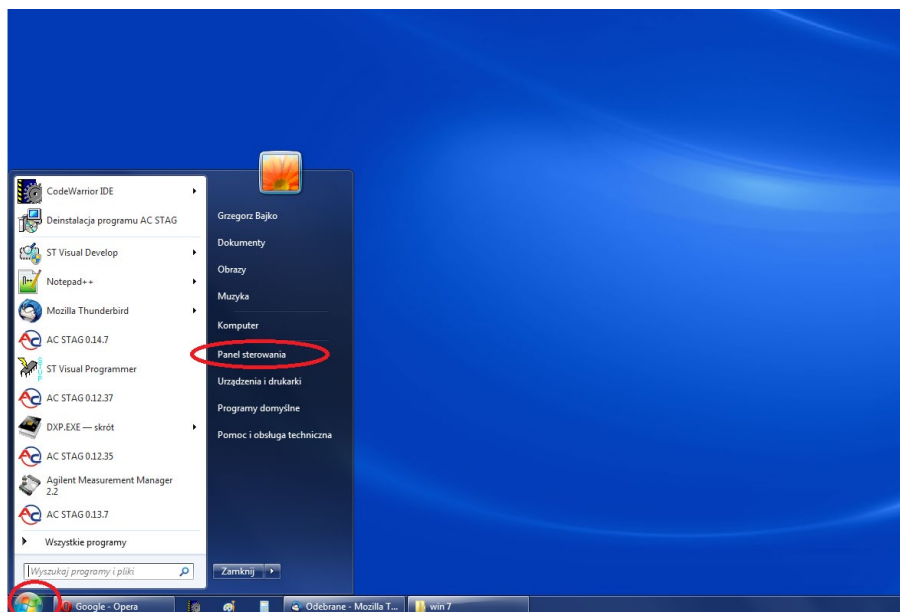 CodeWarrior IDE
Deinstalacja programu AC STAG
ST Visual Develop
Notepad++
Mozilla Thunderbird
AC STAG 0.14.7
ST Visual Programmer
AC STAG 0.12.37
DXP.EXE — skrót
AC STAG 0.12.35
Agilent Measurement Manager
2.2
AC STAG 0.13.7
Wszystkie programy
Wyszukaj programy i pliki
Grzegorz Bajko
Dokumenty
Obrazy
Muzyka
Komputer
Panel sterowania
Urządzenia i drukarki
Programy domyślne
Pomoc i obsługa techniczna
Zamknij
Google - Opera
Odebrane - Mozilla T...
win 7